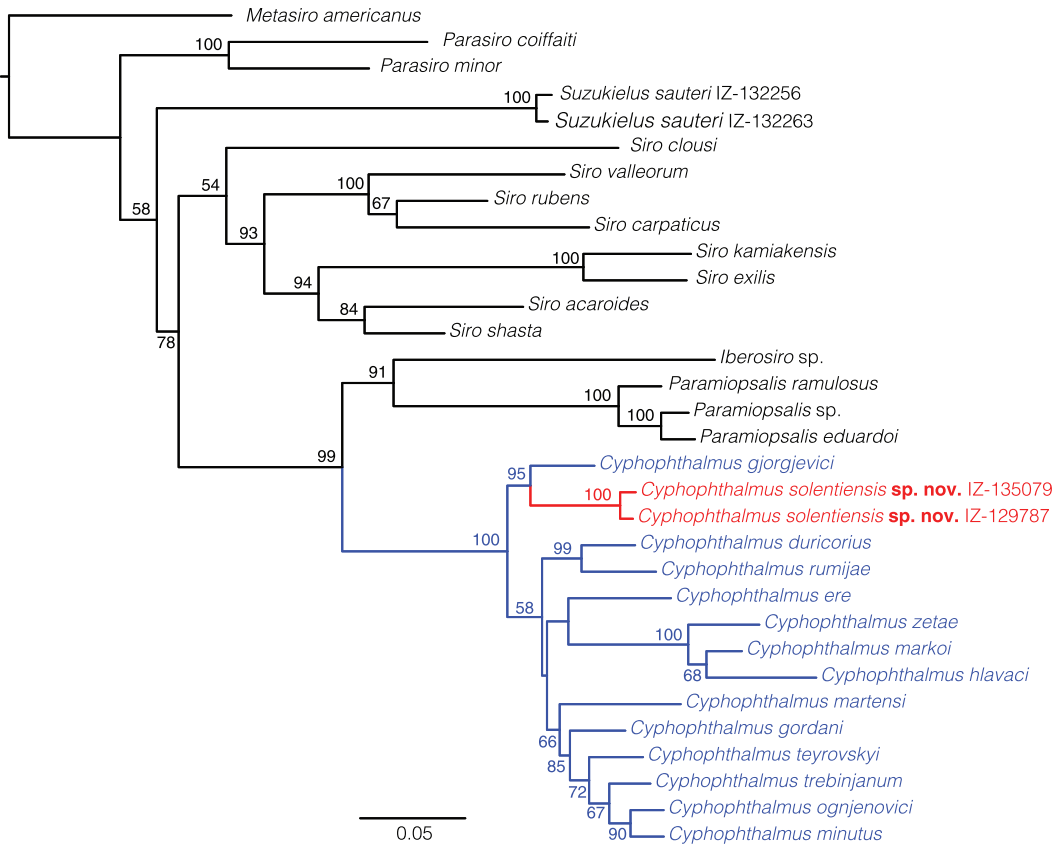 Metasiro americanus
100 Parasiro coiffaiti
Parasiro minor
100 Suzukielus sauteri IZ-132256
Suzukielus sauteri IZ-132263
Siro clousi
Siro valleorum
54 100
67 Siro rubens
58
Siro carpaticus
93
Siro kamiakensis
100
Siro exilis
94
84 Siro acaroides
Siro shasta
78
Iberosiro sp.
91
Paramiopsalis ramulosus
100
Paramiopsalis sp.
100
Paramiopsalis eduardoi
99
Cyphophthalmus gjorgjevici
95
Cyphophthalmus solentiensis sp. nov. IZ-135079
100
Cyphophthalmus solentiensis sp. nov. IZ-129787
100
Cyphophthalmus duricorius
99
Cyphophthalmus rumijae
Cyphophthalmus ere
58
Cyphophthalmus zetae
100
Cyphophthalmus markoi
68
Cyphophthalmus hlavaci
Cyphophthalmus martensi
66
Cyphophthalmus gordani
85
Cyphophthalmus teyrovskyi
72
Cyphophthalmus trebinjanum
67
Cyphophthalmus ognjenovici
90
Cyphophthalmus minutus
0.05